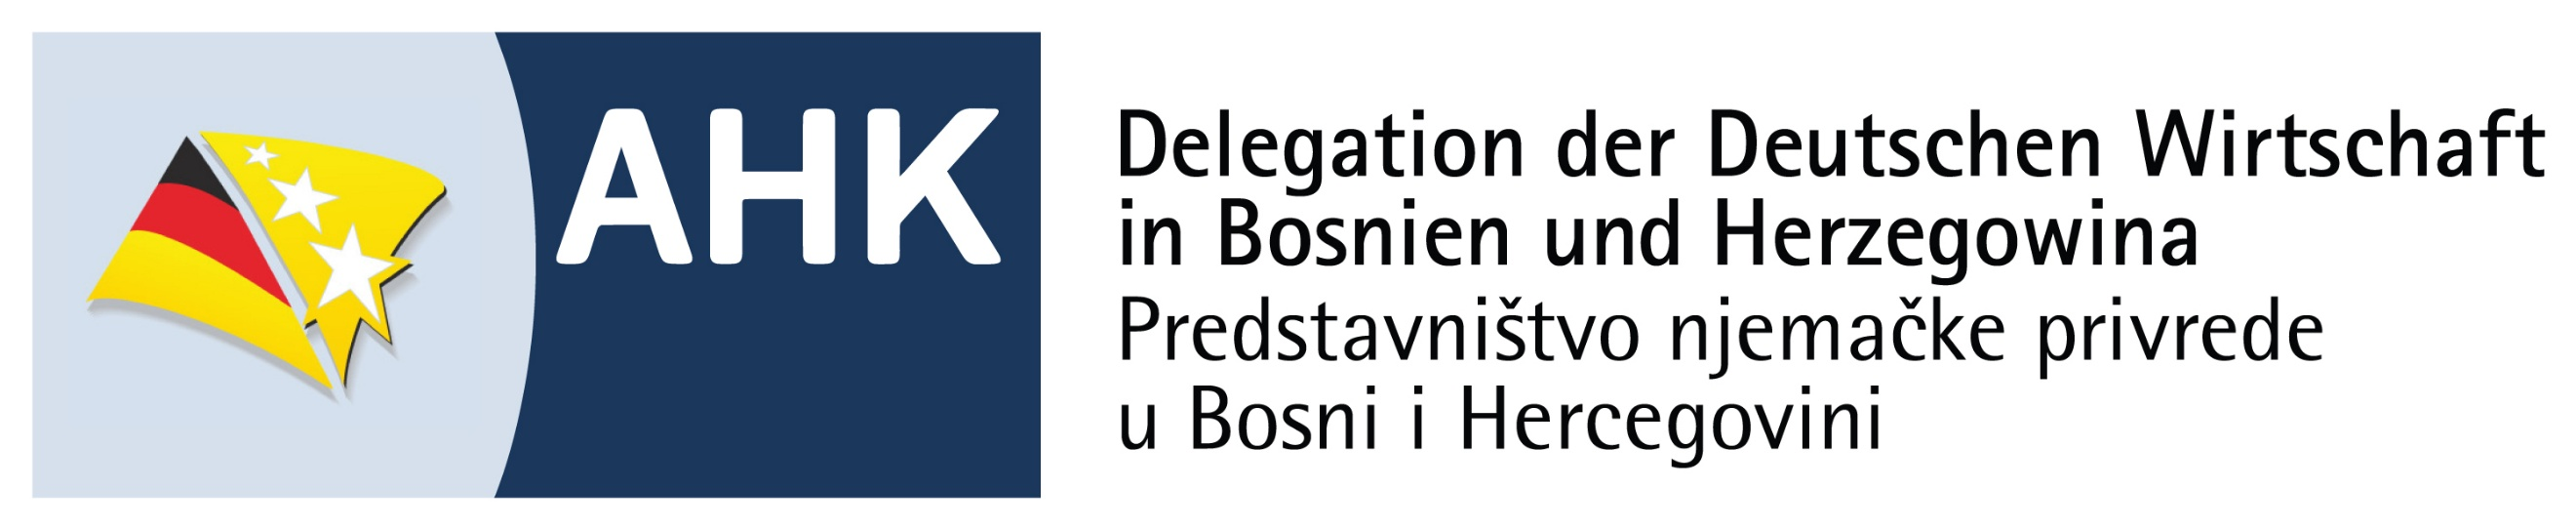 AHK
Delegation der Deutschen Wirtschaft
in Bosnien und Herzegowina
Predstavništvo njemačke privrede
u Bosni i Hercegovini